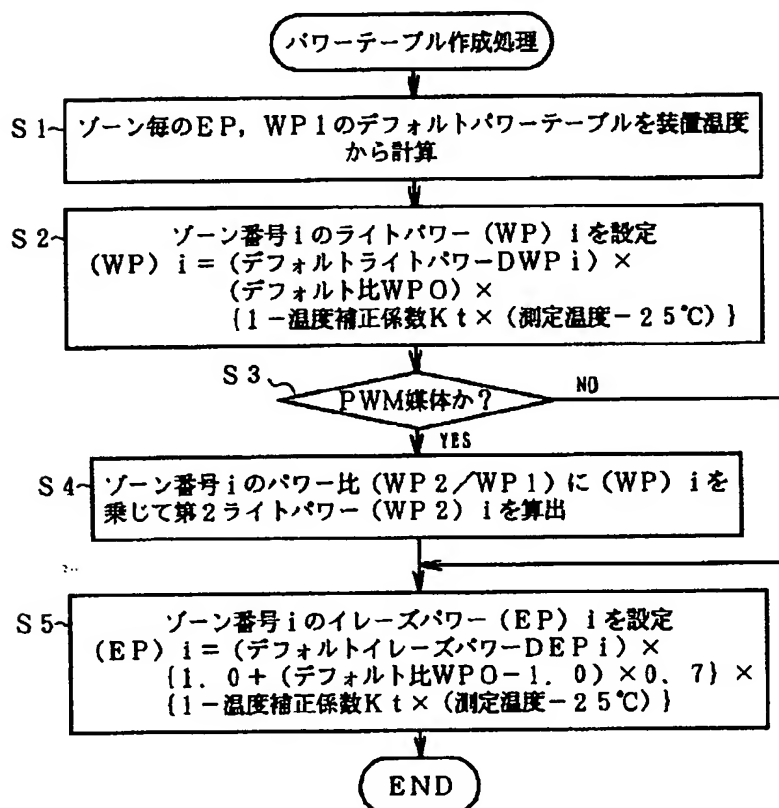 パワーテーブル作成処理
S1
ゾーン毎のEP,WP1のデフォルトパワーテーブルを装置温度
から計算
S2
ゾーン番号iのライトパワー(WP)iを設定
(WP)i=(デフォルトライトパワーDWPi)×
(デフォルト比WPO)×
{1-温度補正係数Kt×(測定温度-25℃)}
S3
PWM媒体か?
NO
YES
S4
ゾーン番号iのパワー比(WP2/WP1)に(WP)iを
乗じて第2ライトパワー(WP2)iを算出
S5
ゾーン番号iのイレーズパワー(EP)iを設定
(EP)i=(デフォルトイレーズパワーDEPi)×
{1.0+(デフォルト比WPO-1.0)×0.7}×
{1-温度補正係数Kt×(測定温度-25℃)}
END